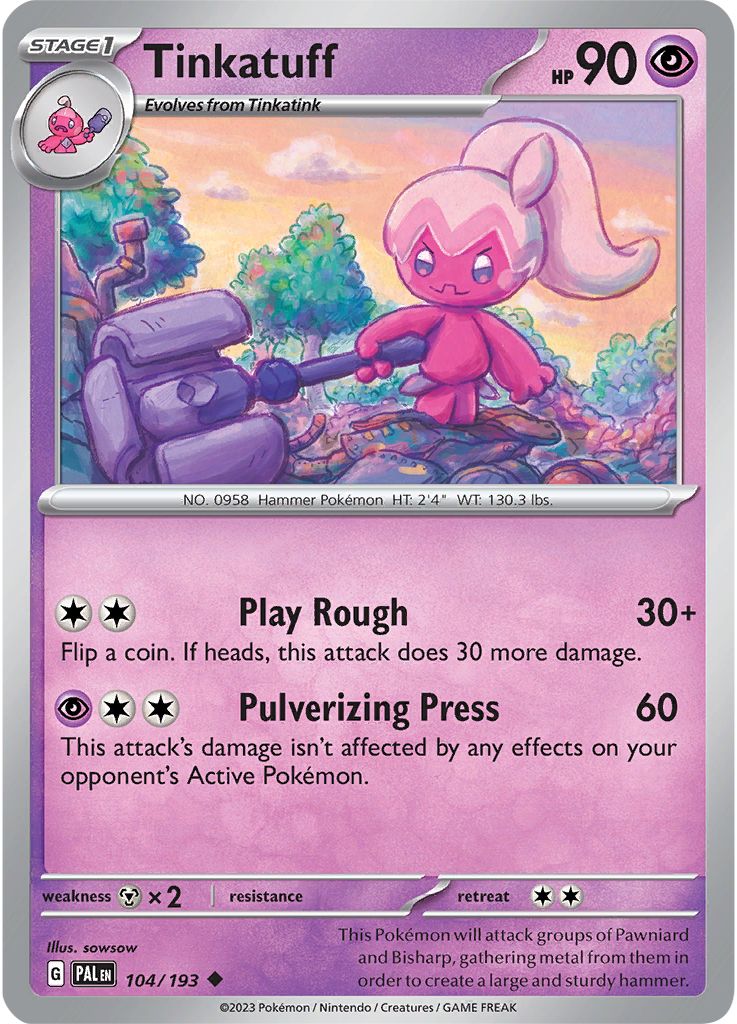 STAGE 1
Tinkatuff
HP 90
Evolves from Tinkatink
NO. 0958 Hammer Pokémon HT: 2'4" WT: 130.3 lbs.
Play Rough 30+
Flip a coin. If heads, this attack does 30 more damage.
Pulverizing Press 60
This attack's damage isn't affected by any effects on your
opponent's Active Pokémon.
weakness ×2 resistance retreat
Illus. sowsow
This Pokémon will attack groups of Pawniard
and Bisharp, gathering metal from them in
order to create a large and sturdy hammer.
G PAL EN 104/193
©2023 Pokémon / Nintendo / Creatures / GAME FREAK